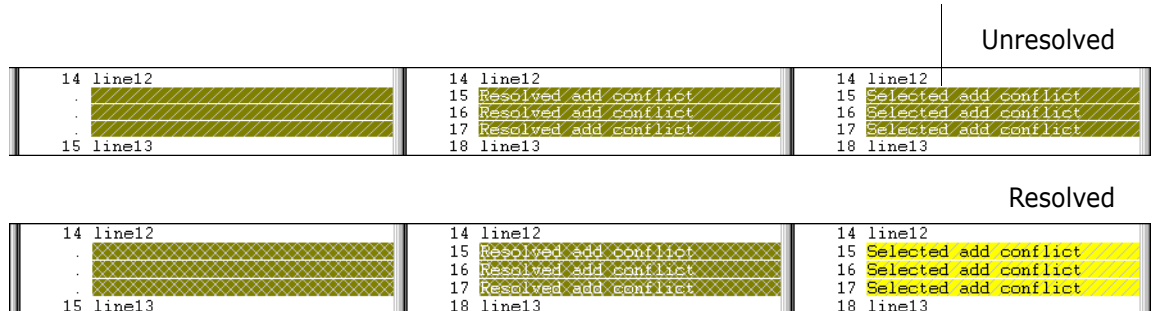 Unresolved
14 line12 14 line12 14 line12
. 15 Resolved add conflict 15 Selected add conflict
. 16 Resolved add conflict 16 Selected add conflict
. 17 Resolved add conflict 17 Selected add conflict
15 line13 18 line13 18 line13
Resolved
14 line12 14 line12 14 line12
. 15 Resolved add conflict 15 Selected add conflict
. 16 Resolved add conflict 16 Selected add conflict
. 17 Resolved add conflict 17 Selected add conflict
15 line13 18 line13 18 line13